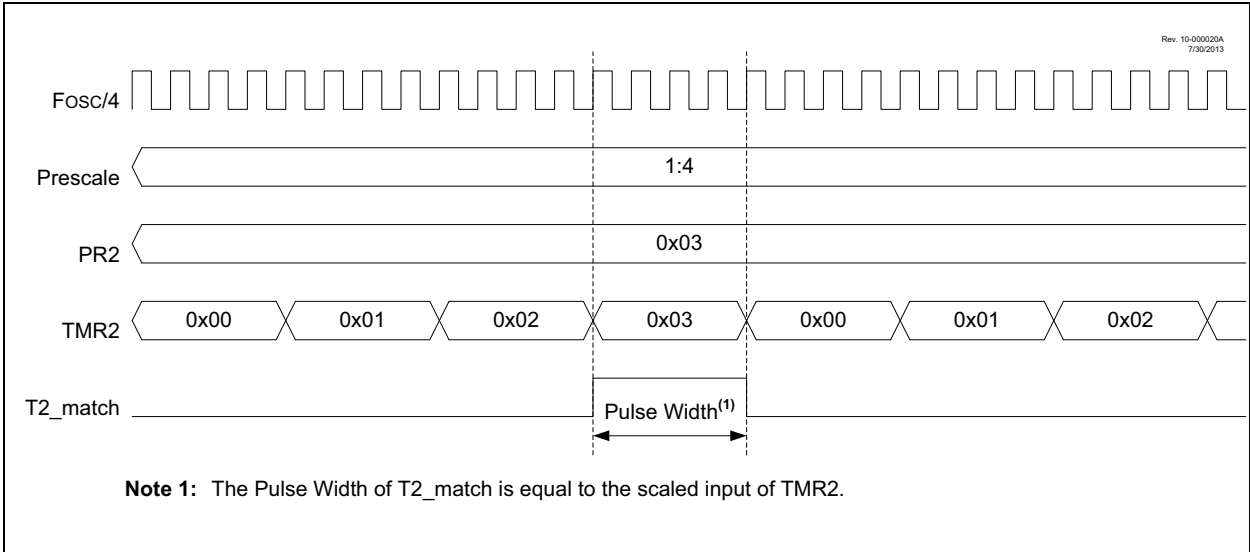 Rev. 10-000020A
7/30/2013
FOSC/4
Prescale
1:4
PR2
0x03
TMR2
0x00
0x01
0x02
0x03
0x00
0x01
0x02
T2_match
Pulse Width(1)
Note 1: The Pulse Width of T2_match is equal to the scaled input of TMR2.